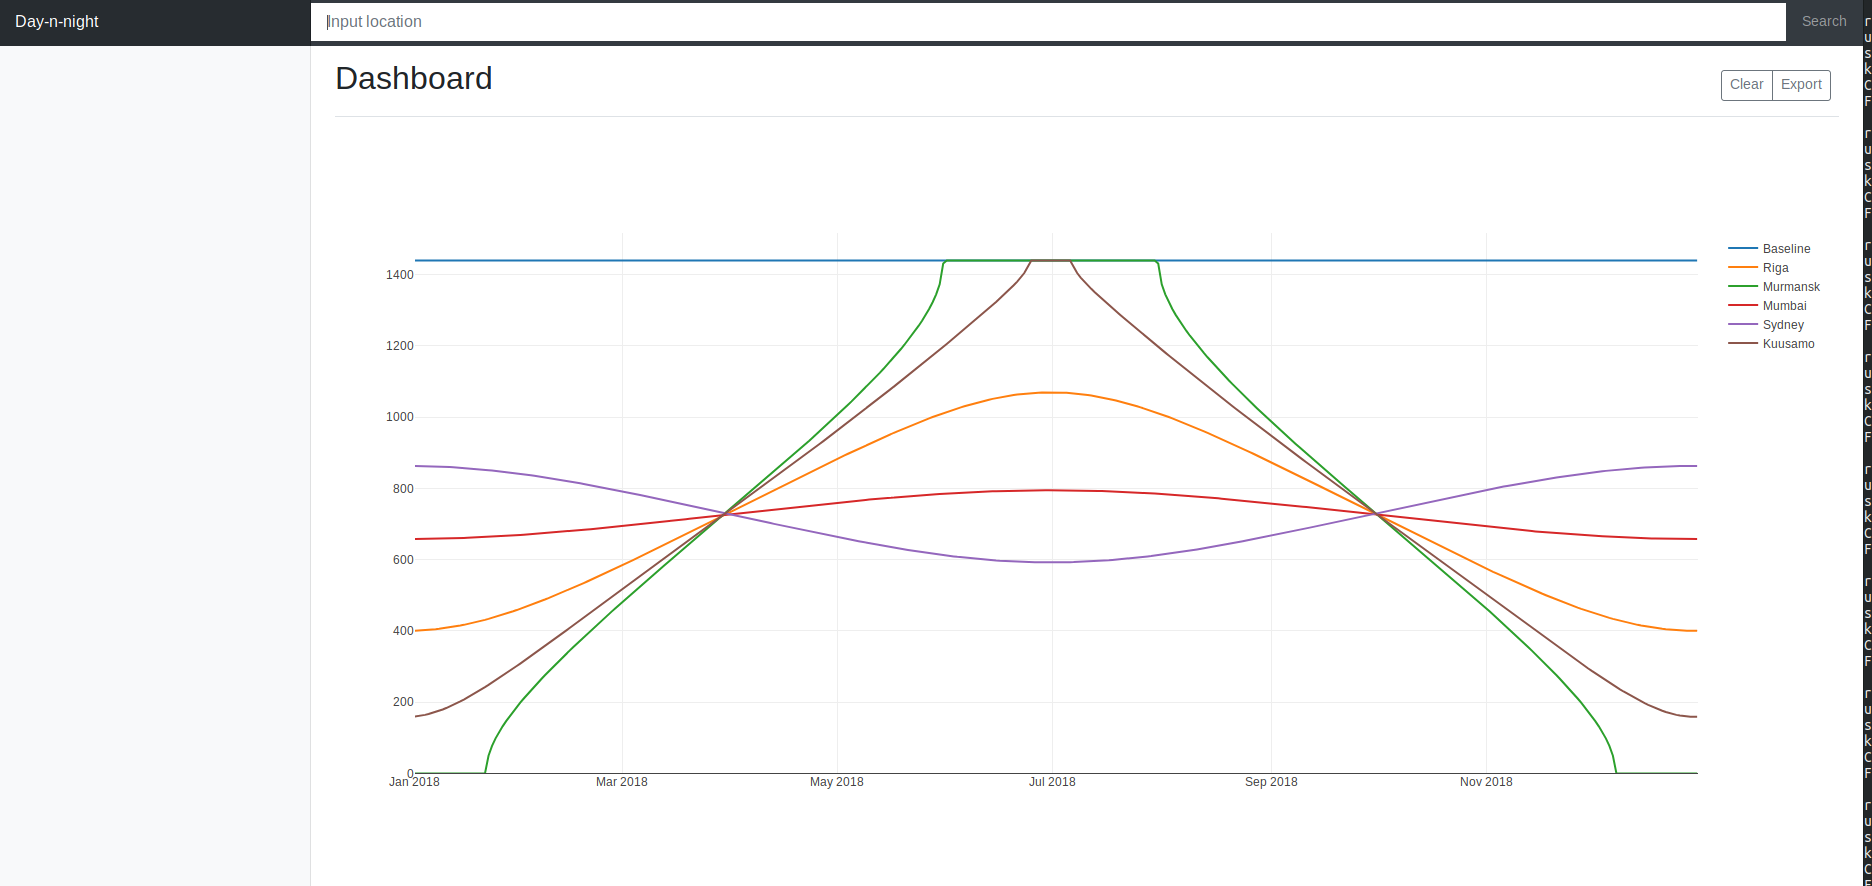 Day-n-night
Input location
Search
Dashboard
Clear
Export
1400
1200
1000
800
600
400
200
0
Jan 2018
Mar 2018
May 2018
Jul 2018
Sep 2018
Nov 2018
Baseline
Riga
Murmansk
Mumbai
Sydney
Kuusamo
r
u
s
k
C
F
r
u
s
k
C
F
r
u
s
k
C
F
r
u
s
k
C
F
r
u
s
k
C
F
r
u
s
k
C
F
r
u
s
k
C
F
r
u
s
k
C
F